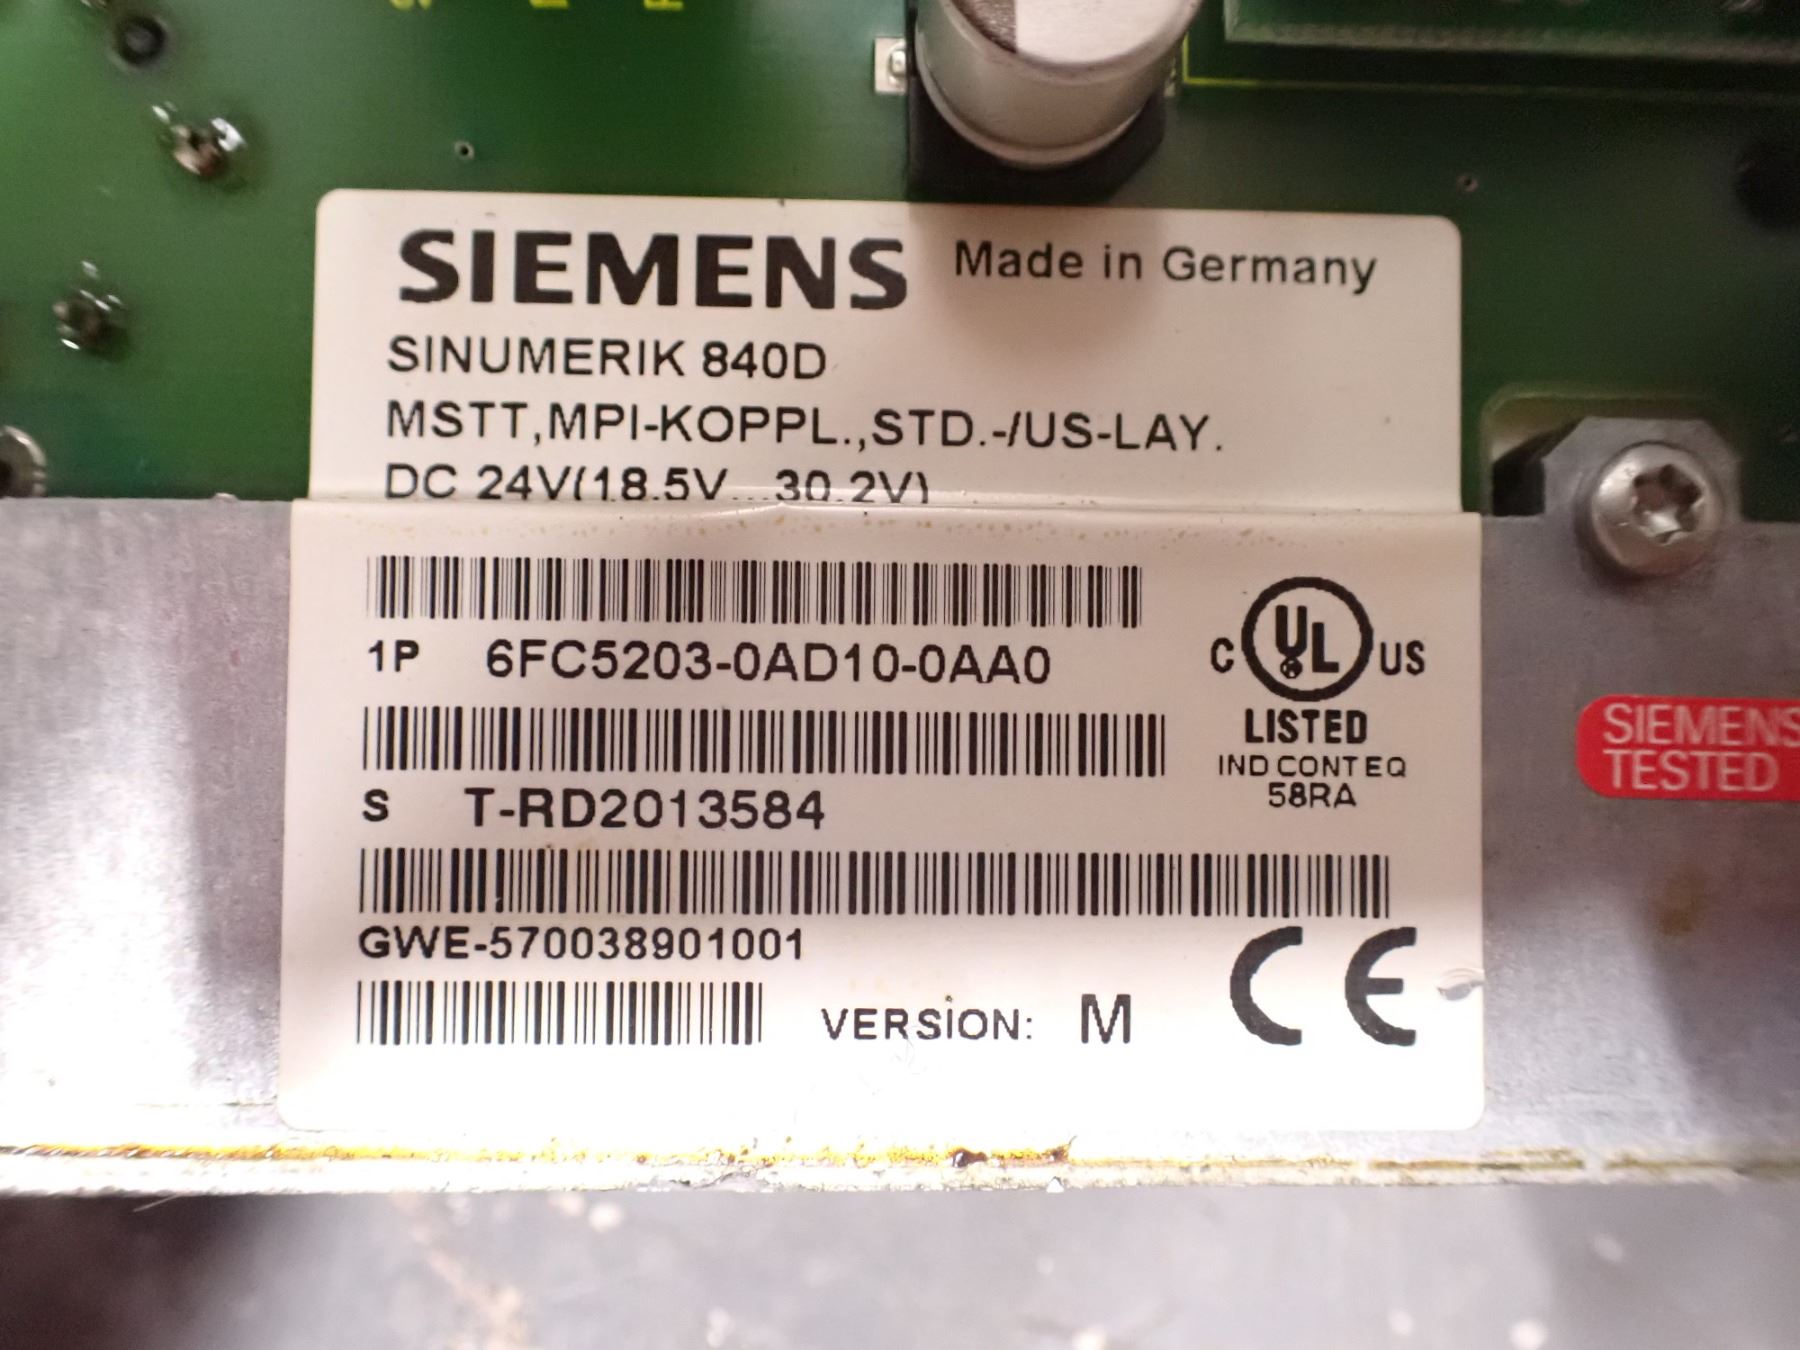 SIEMENS Made in Germany
SINUMERIK 840D
MSTT,MPI-KOPPL.,STD.-/US-LAY.
DC 24V(18.5V...30.2V)
1P 6FC5203-0AD10-0AA0
C UL US
LISTED
IND CONT EQ
58RA
S T-RD2013584
GWE-570038901001
VERSION: M
CE
SIEMENS
TESTED